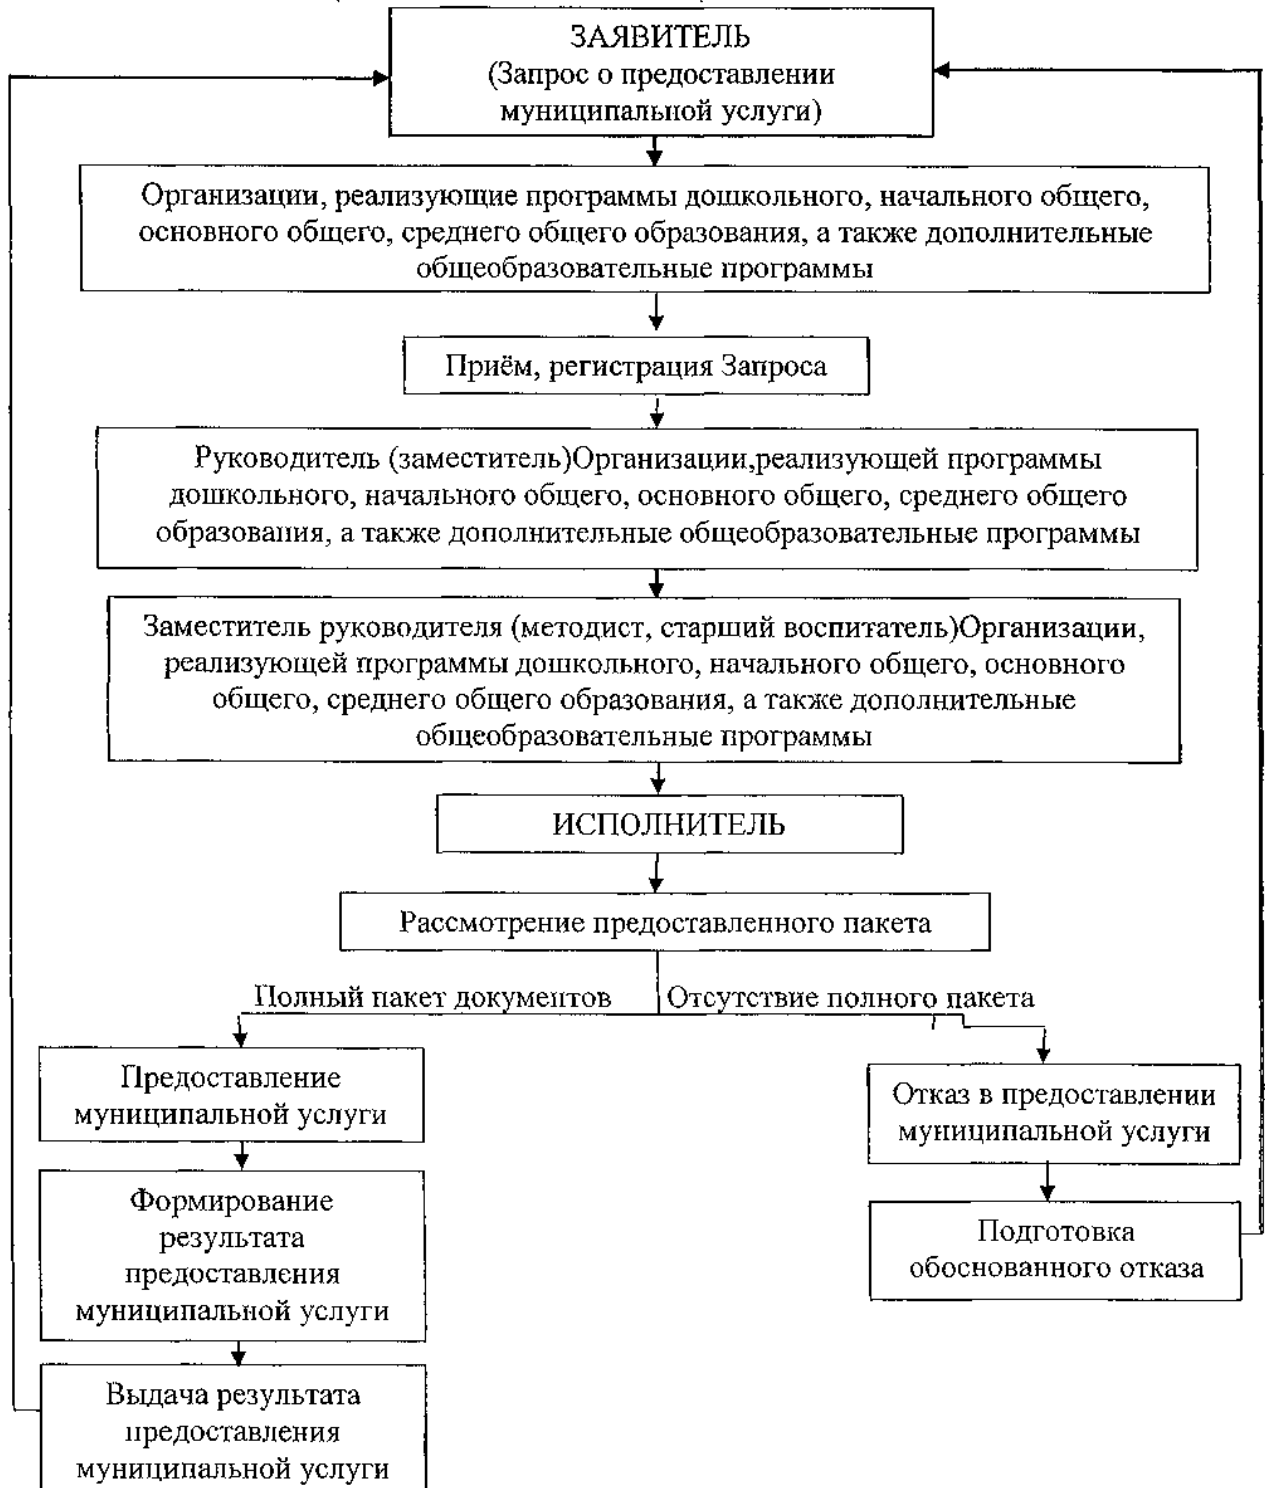 ЗАЯВИТЕЛЬ
(Запрос о предоставлении
муниципальной услуги)
Организации, реализующие программы дошкольного, начального общего,
основного общего, среднего общего образования, а также дополнительные
общеобразовательные программы
Приём, регистрация Запроса
Руководитель (заместитель)Организации,реализующей программы
дошкольного, начального общего, основного общего, среднего общего
образования, а также дополнительные общеобразовательные программы
Заместитель руководителя (методист, старший воспитатель)Организации,
реализующей программы дошкольного, начального общего, основного
общего, среднего общего образования, а также дополнительные
общеобразовательные программы
ИСПОЛНИТЕЛЬ
Рассмотрение предоставленного пакета
Полный пакет документов
Отсутствие полного пакета
Предоставление
муниципальной услуги
Формирование
результата
предоставления
муниципальной услуги
Выдача результата
предоставления
муниципальной услуги
Отказ в предоставлении
муниципальной услуги
Подготовка
обоснованного отказа